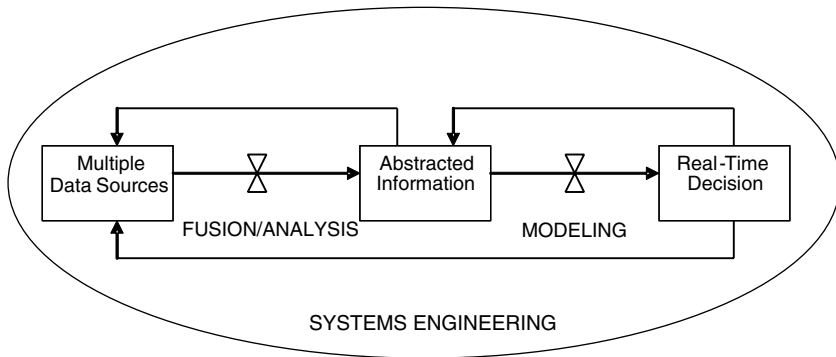 Multiple
Data Sources
Abstracted
Information
Real-Time
Decision
FUSION/ANALYSIS
MODELING
SYSTEMS ENGINEERING